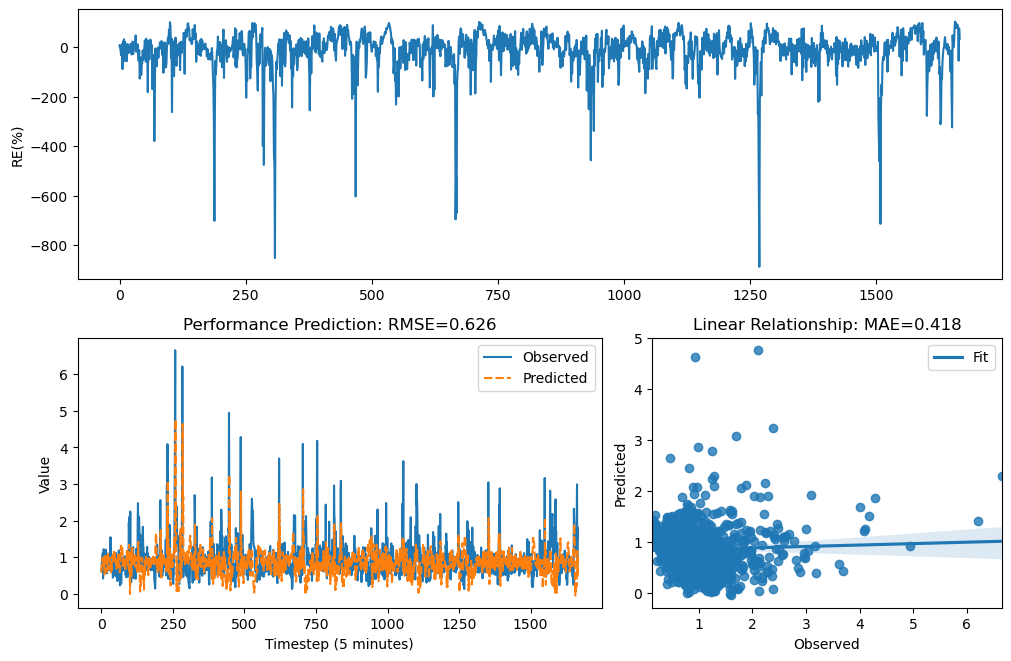 0
−200
−400
−600
−800
RE(%)
0 250 500 750 1000 1250 1500
Performance Prediction: RMSE=0.626
Observed
Predicted
6
5
4
3
2
1
0
Value
0 250 500 750 1000 1250 1500
Timestep (5 minutes)
Linear Relationship: MAE=0.418
Fit
5
4
3
2
1
0
Predicted
1 2 3 4 5 6
Observed